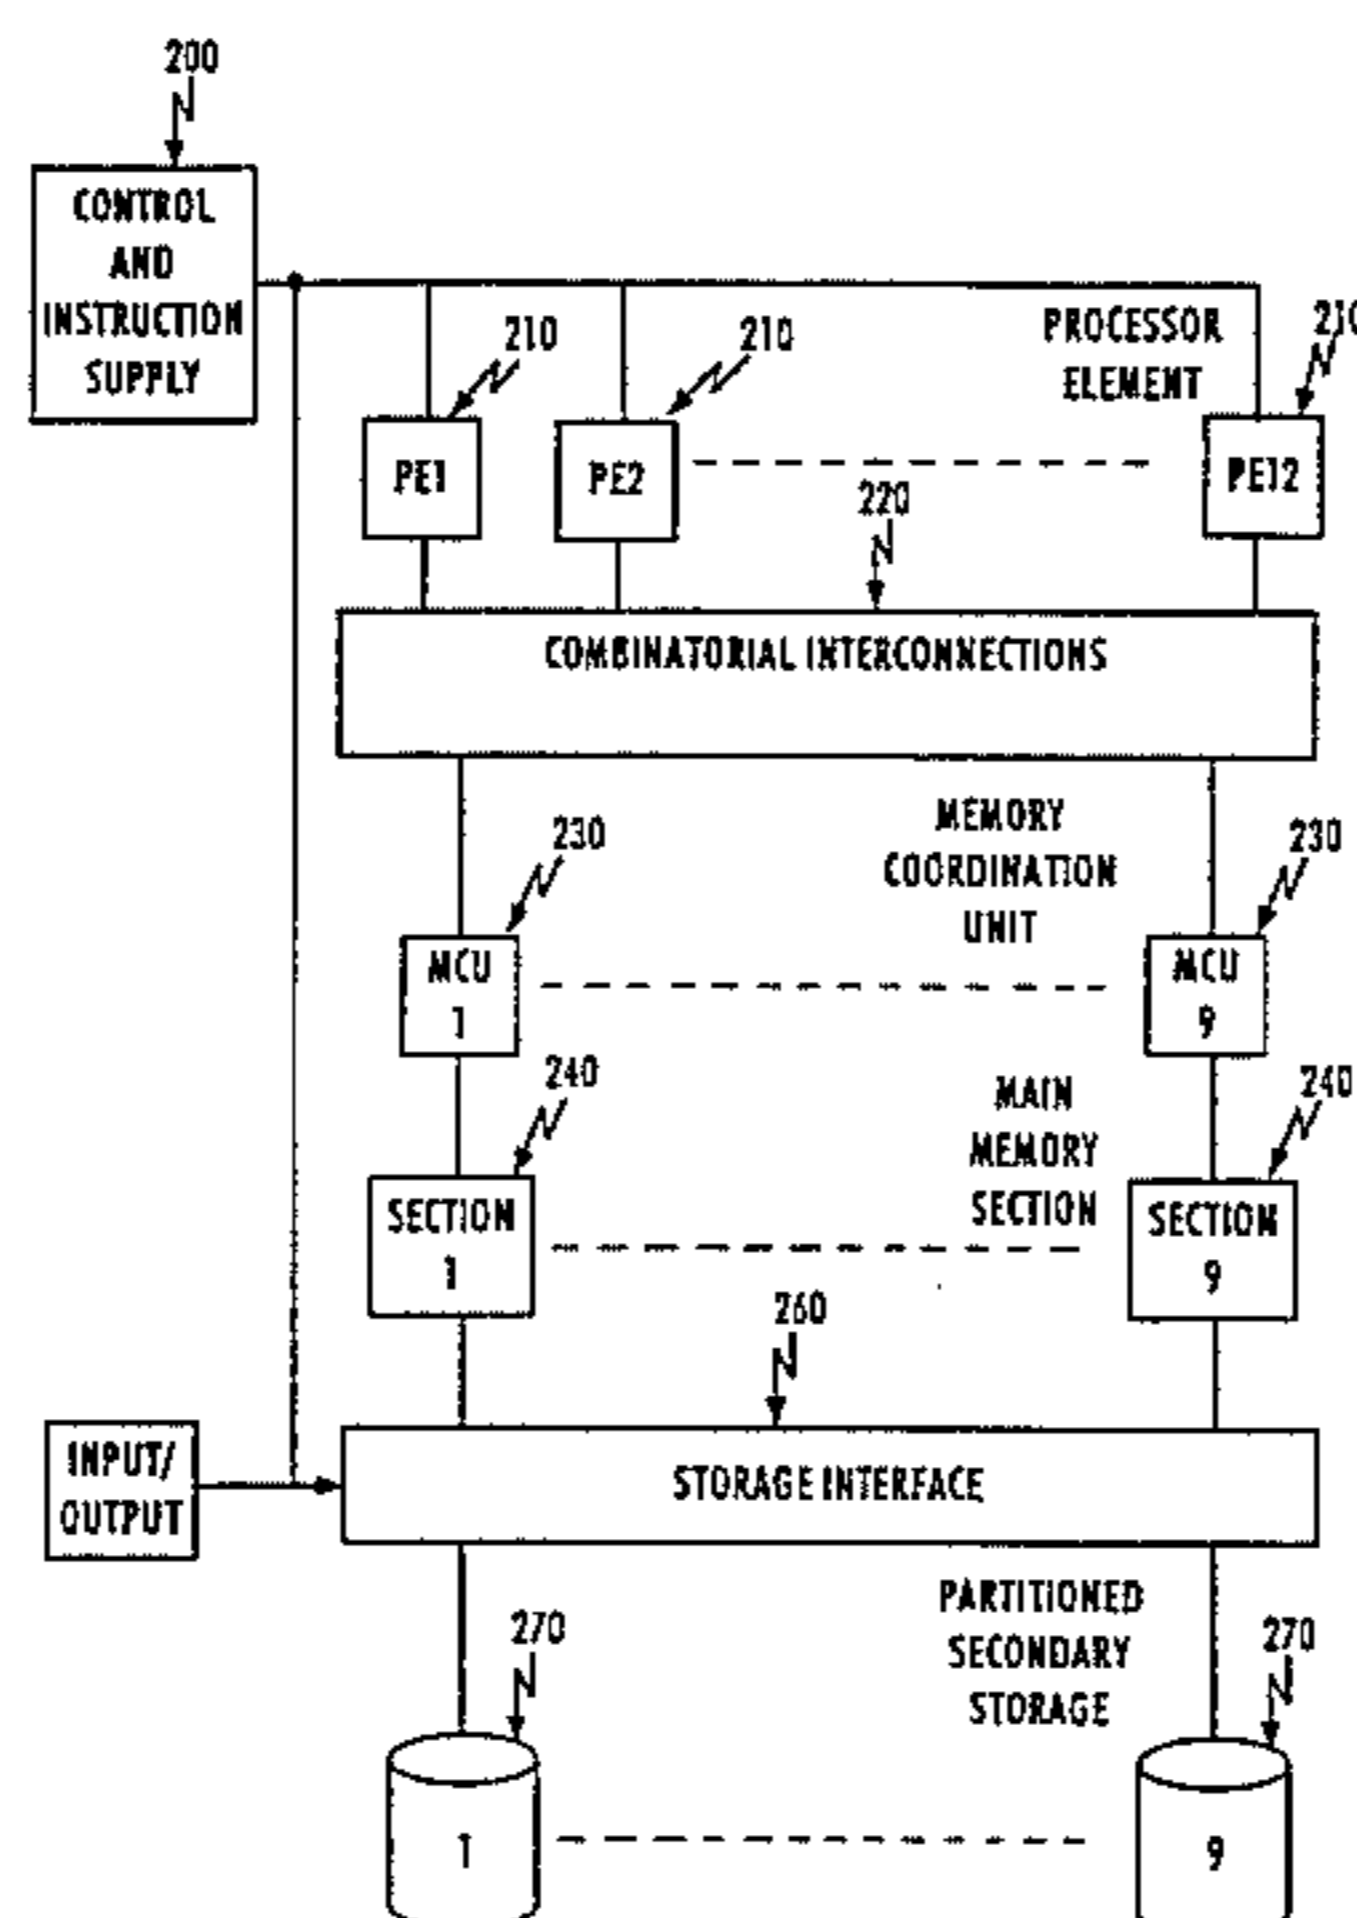 200
CONTROL
AND
INSTRUCTION
SUPPLY
210
210
PROCESSOR
ELEMENT
210
PE1
PE2
PE12
220
COMBINATORIAL INTERCONNECTIONS
MEMORY
COORDINATION
UNIT
230
230
MCU
1
MCU
9
240
MAIN
MEMORY
SECTION
240
SECTION
1
SECTION
9
260
INPUT/
OUTPUT
STORAGE INTERFACE
PARTITIONED
SECONDARY
STORAGE
270
270
1
9